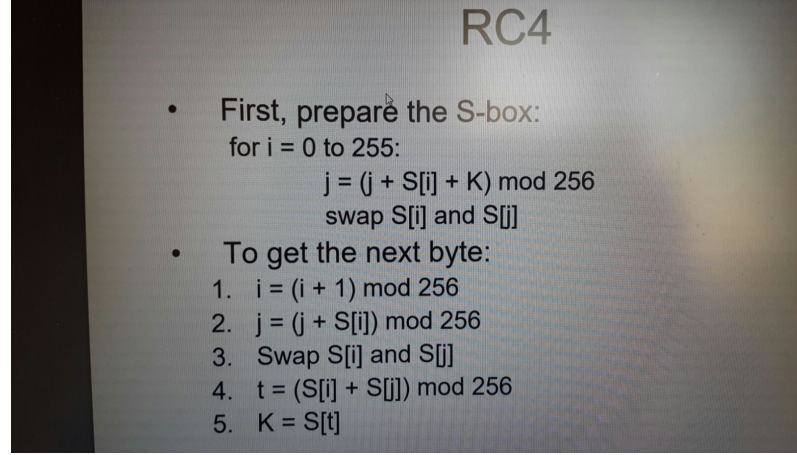 RC4
• First, prepare the S-box:
for i = 0 to 255:
j = (j + S[i] + K) mod 256
swap S[i] and S[j]
• To get the next byte:
1. i = (i + 1) mod 256
2. j = (j + S[i]) mod 256
3. Swap S[i] and S[j]
4. t = (S[i] + S[j]) mod 256
5. K = S[t]